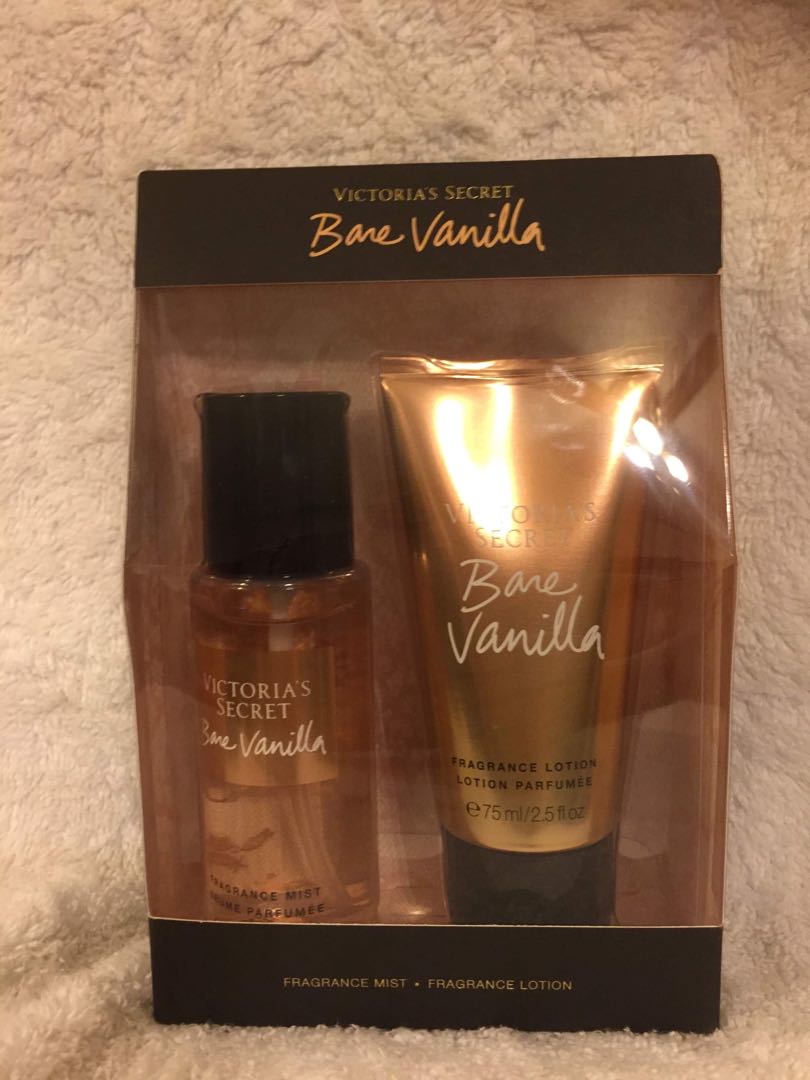 VICTORIA'S SECRET
Bare Vanilla
VICTORIA'S
SECRET
Bare Vanilla
FRAGRANCE MIST
BRUME PARFUMÉE
VICTORIA'S
SECRET
Bare
Vanilla
FRAGRANCE LOTION
LOTION PARFUMÉE
e75 ml/2.5 fl oz
FRAGRANCE MIST • FRAGRANCE LOTION